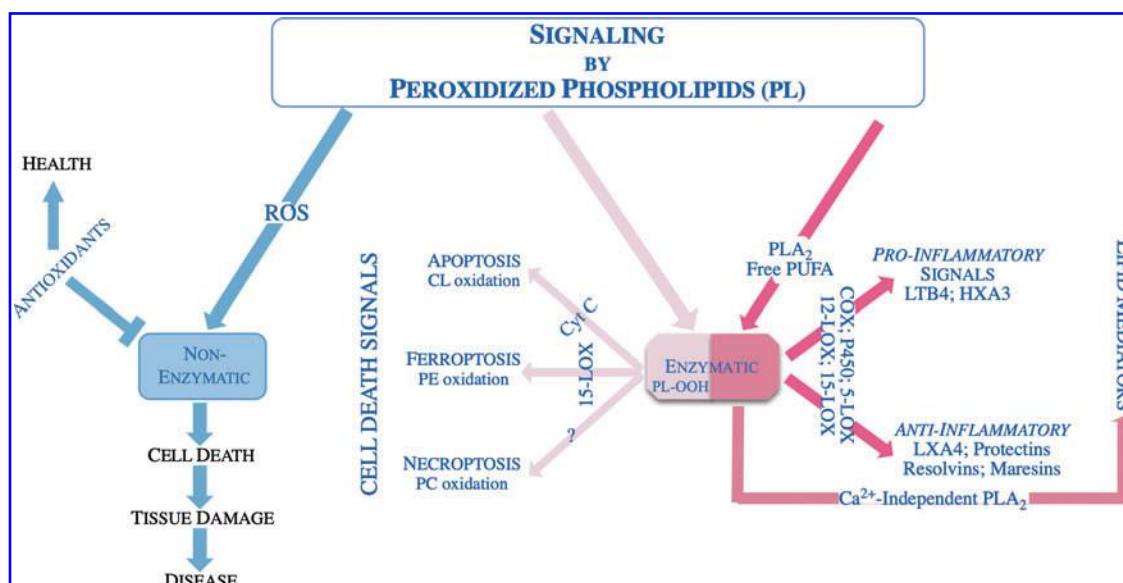 SIGNALING
BY
PEROXIDIZED PHOSPHOLIPIDS (PL)
HEALTH
ANTIOXIDANTS
ROS
NON-
ENZYMATIC
CELL DEATH
TISSUE DAMAGE
DISEASE
CELL DEATH SIGNALS
APOPTOSIS
CL oxidation
FERROPTOSIS
PE oxidation
NECROPTOSIS
PC oxidation
Cyt C
15-LOX
?
PLA2
Free PUFA
ENZYMATIC
PL-OOH
COX; P450; 5-LOX
12-LOX; 15-LOX
PRO-INFLAMMATORY
SIGNALS
LTB4; HXA3
ANTI-INFLAMMATORY
LXA4; Protectins
Resolvins; Maresins
Ca2+-Independent PLA2